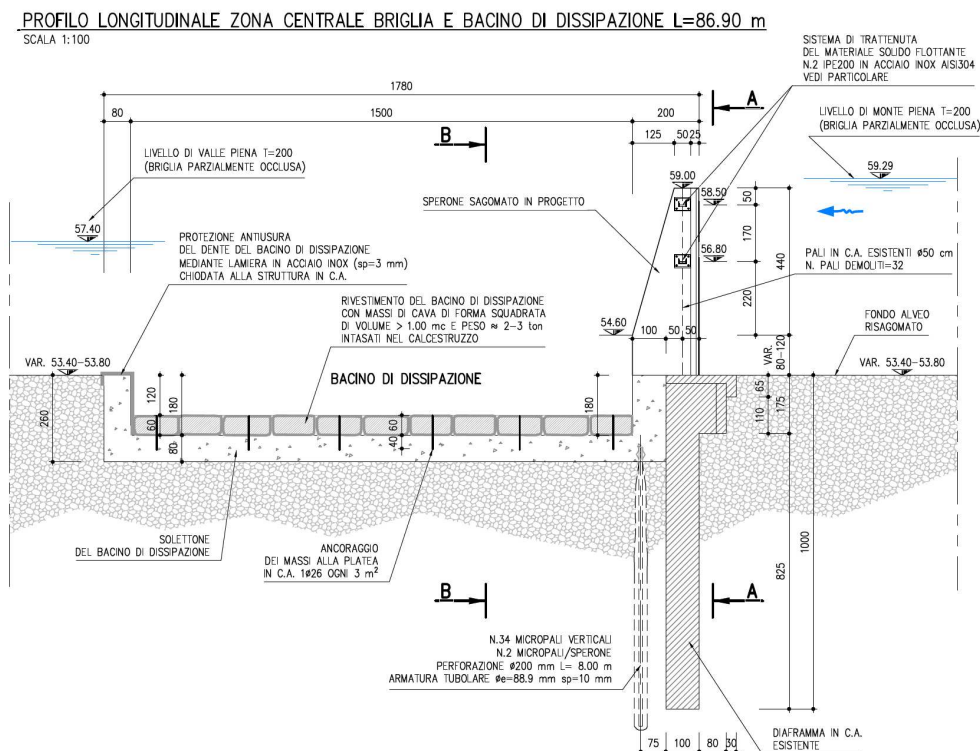 PROFILO LONGITUDINALE ZONA CENTRALE BRIGLIA E BACINO DI DISSIPAZIONE L=86.90 m
SCALA 1:100
SISTEMA DI TRATTENUTA
DEL MATERIALE SOLIDO FLOTTANTE
N.2 IPE200 IN ACCIAIO INOX AISI304
VEDI PARTICOLARE
1780
A
80
1500
200
LIVELLO DI MONTE PIENA T=200
(BRIGLIA PARZIALMENTE OCCLUSA)
B
125
50
25
LIVELLO DI VALLE PIENA T=200
(BRIGLIA PARZIALMENTE OCCLUSA)
59.29
59.00
58.50
50
SPERONE SAGOMATO IN PROGETTO
57.40
PROTEZIONE ANTIUSURA
DEL DENTE DEL BACINO DI DISSIPAZIONE
MEDIANTE LAMIERA IN ACCIAIO INOX (sp=3 mm)
CHIODATA ALLA STRUTTURA IN C.A.
170
440
56.80
PALI IN C.A. ESISTENTI ø50 cm
N. PALI DEMOLITI=32
RIVESTIMENTO DEL BACINO DI DISSIPAZIONE
CON MASSI DI CAVA DI FORMA SQUADRATA
DI VOLUME > 1.00 mc E PESO ≈ 2-3 ton
INTASATI NEL CALCESTRUZZO
220
54.60
100
50
50
FONDO ALVEO
RISAGOMATO
VAR.
80-120
VAR. 53.40-53.80
BACINO DI DISSIPAZIONE
VAR. 53.40-53.80
260
120
180
60
80
60
40
180
65
110
175
SOLETTONE
DEL BACINO DI DISSIPAZIONE
ANCORAGGIO
DEI MASSI ALLA PLATEA
IN C.A. 1ø26 OGNI 3 m²
825
1000
B
A
N.34 MICROPALI VERTICALI
N.2 MICROPALI/SPERONE
PERFORAZIONE ø200 mm L= 8.00 m
ARMATURA TUBOLARE øe=88.9 mm sp=10 mm
DIAFRAMMA IN C.A.
ESISTENTE
75
100
80
30